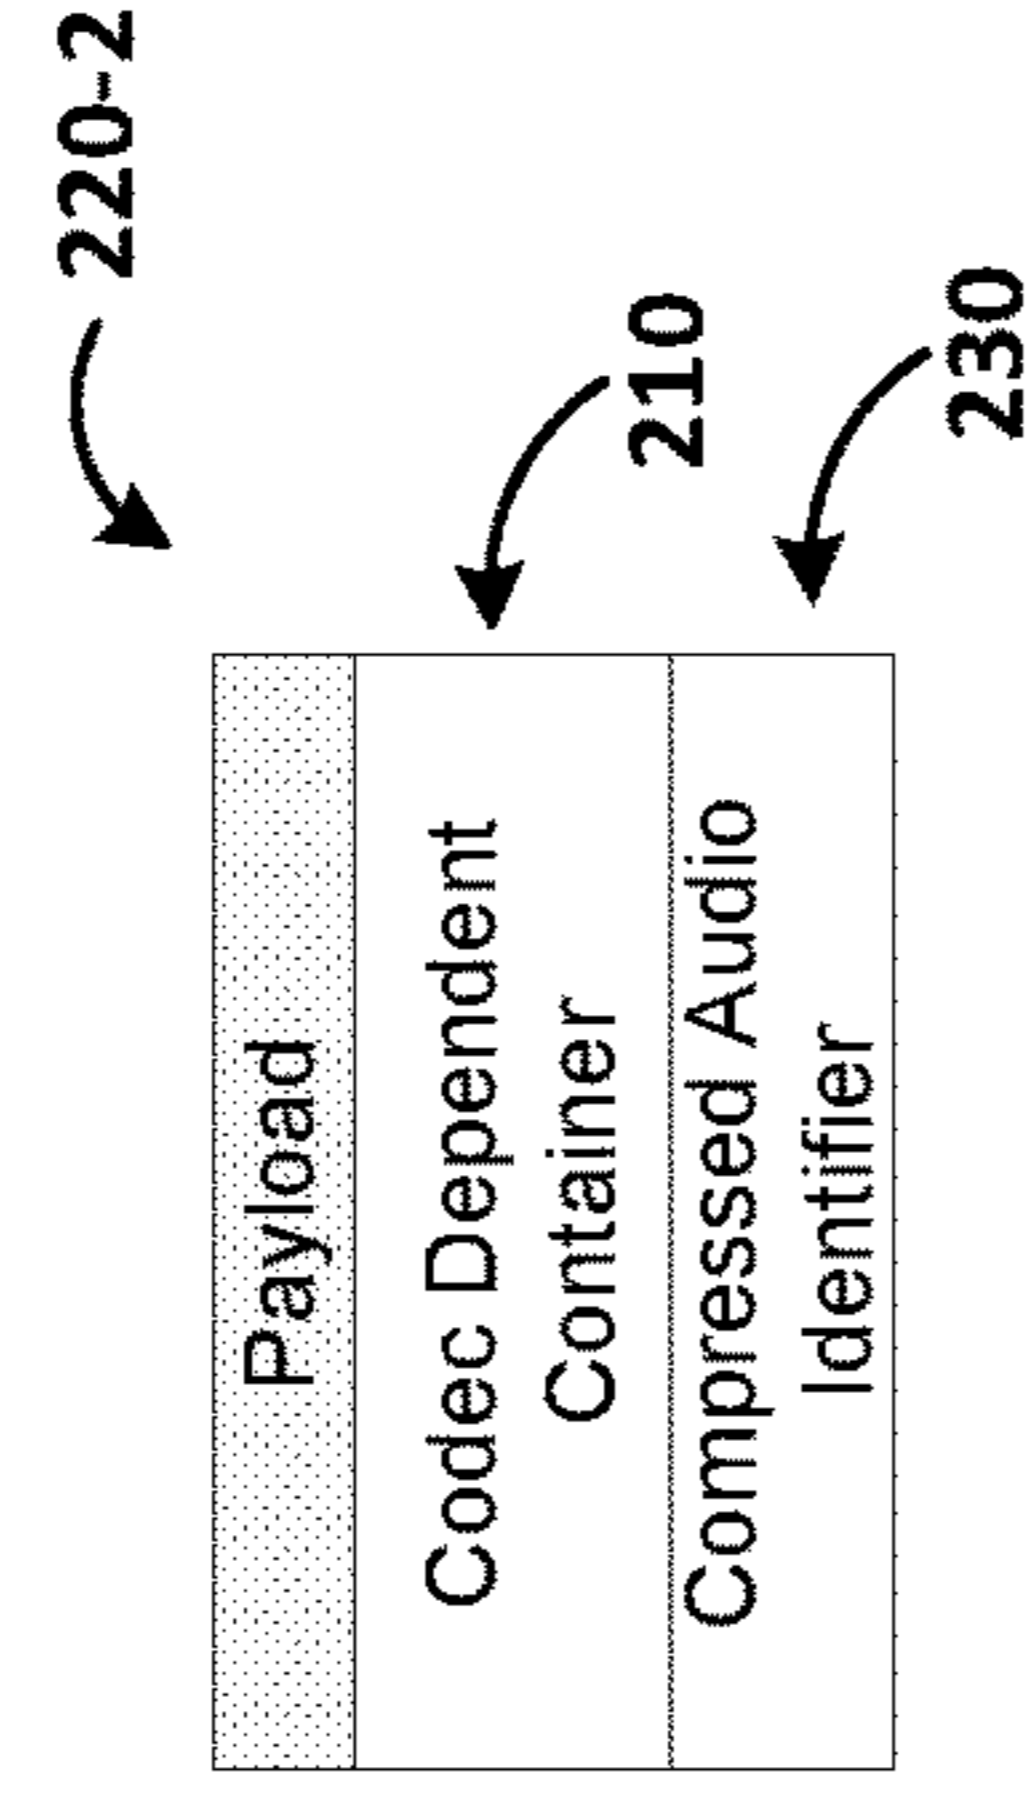 220-2
Payload
Codec Dependent
Container
210
Compressed Audio
Identifier
230